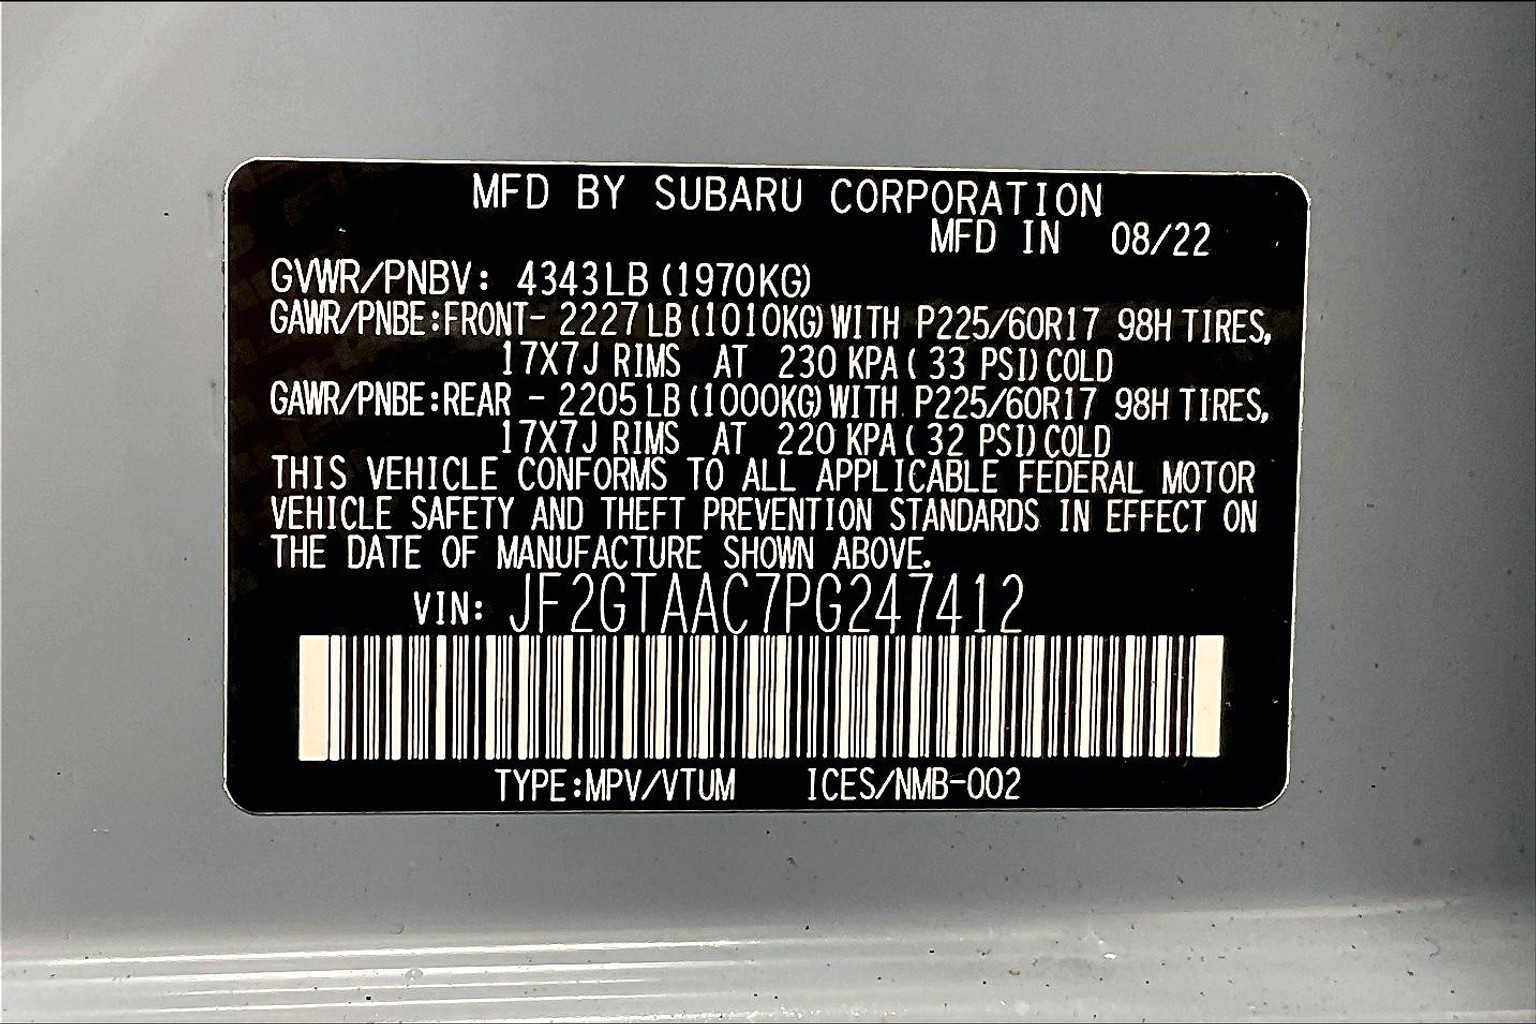 MFD BY SUBARU CORPORATION
MFD IN 08/22
GVWR/PNBV: 4343LB (1970KG)
GAWR/PNBE:FRONT- 2227LB (1010KG) WITH P225/60R17 98H TIRES,
17X7J RIMS AT 230 KPA ( 33 PSI) COLD
GAWR/PNBE:REAR - 2205LB (1000KG) WITH P225/60R17 98H TIRES,
17X7J RIMS AT 220 KPA ( 32 PSI) COLD
THIS VEHICLE CONFORMS TO ALL APPLICABLE FEDERAL MOTOR
VEHICLE SAFETY AND THEFT PREVENTION STANDARDS IN EFFECT ON
THE DATE OF MANUFACTURE SHOWN ABOVE.
VIN: JF2GTAAC7PG247412
TYPE:MPV/VTUM ICES/NMB-002